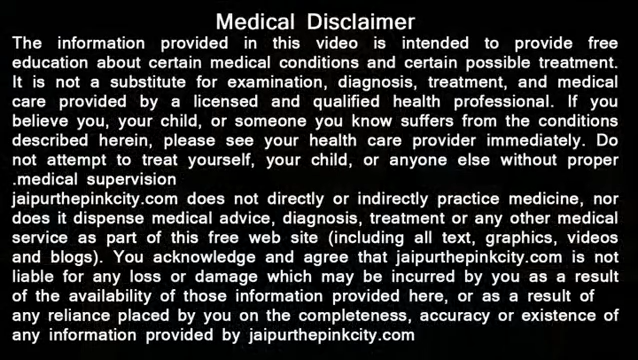 Medical Disclaimer
The information provided in this video is intended to provide free
education about certain medical conditions and certain possible treatment.
It is not a substitute for examination, diagnosis, treatment, and medical
care provided by a licensed and qualified health professional. If you
believe you, your child, or someone you know suffers from the conditions
described herein, please see your health care provider immediately. Do
not attempt to treat yourself, your child, or anyone else without proper
.medical supervision
jaipurthepinkcity.com does not directly or indirectly practice medicine, nor
does it dispense medical advice, diagnosis, treatment or any other medical
service as part of this free web site (including all text, graphics, videos
and blogs). You acknowledge and agree that jaipurthepinkcity.com is not
liable for any loss or damage which may be incurred by you as a result
of the availability of those information provided here, or as a result of
any reliance placed by you on the completeness, accuracy or existence of
any information provided by jaipurthepinkcity.com